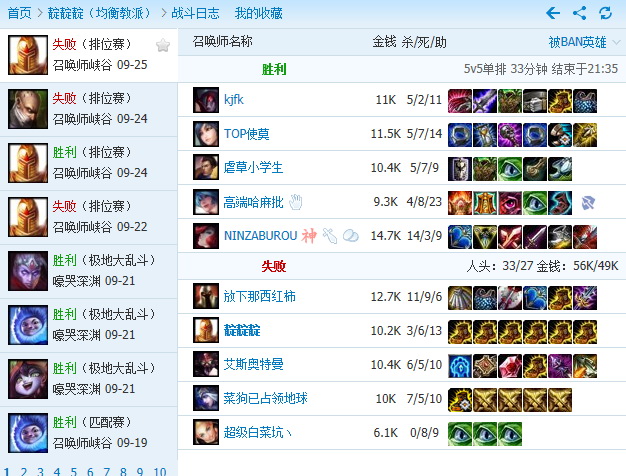 首页 > 靛靛靛（均衡教派） > 战斗日志 我的收藏
失败（排位赛）
召唤师峡谷 09-25
失败（排位赛）
召唤师峡谷 09-24
胜利（排位赛）
召唤师峡谷 09-24
失败（排位赛）
召唤师峡谷 09-22
胜利（极地大乱斗）
嚎哭深渊 09-21
胜利（极地大乱斗）
嚎哭深渊 09-21
胜利（极地大乱斗）
嚎哭深渊 09-21
胜利（匹配赛）
召唤师峡谷 09-19
1 2 3 4 5 6 7 8 9 10
召唤师名称 金钱 杀/死/助 被BAN英雄
胜利 5v5单排 33分钟 结束于21:35
kjfk 11K 5/2/11
TOP使莫 11.5K 5/7/14
虐草小学生 10.4K 5/7/9
高端哈麻批 9.3K 4/8/23
NINZABUROU 神 14.7K 14/3/9
失败 人头：33/27 金钱：56K/49K
放下那西红柿 12.7K 11/9/6
靛靛靛 10.2K 3/6/13
艾斯奥特曼 10.4K 6/5/10
菜狗已占领地球 10K 7/5/10
超级白菜坑丶 6.1K 0/8/9